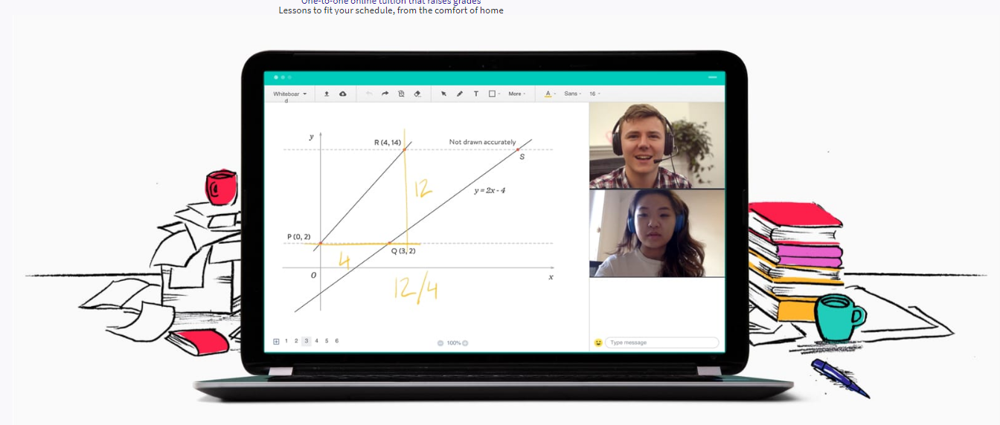 One-to-one online tuition that raises grades
Lessons to fit your schedule, from the comfort of home
Whiteboar
d
T
More
A
Sans
16
y
R (4, 14)
Not drawn accurately
S
12
y = 2x - 4
P (0, 2)
Q (3, 2)
4
O
x
12/4
1 2 3 4 5 6
100%
Type message